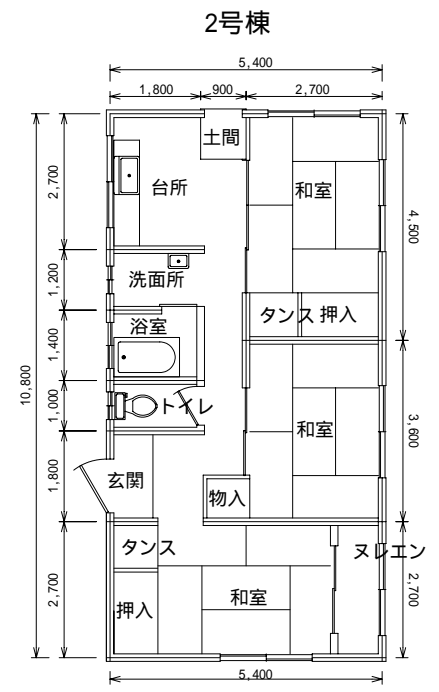 2号棟
5,400
1,800
900
2,700
土間
台所
和室
2,700
4,500
洗面所
1,200
タンス
押入
浴室
1,400
10,800
トイレ
1,000
和室
3,600
玄関
1,800
物入
タンス
ヌレエン
押入
和室
2,700
2,700
5,400